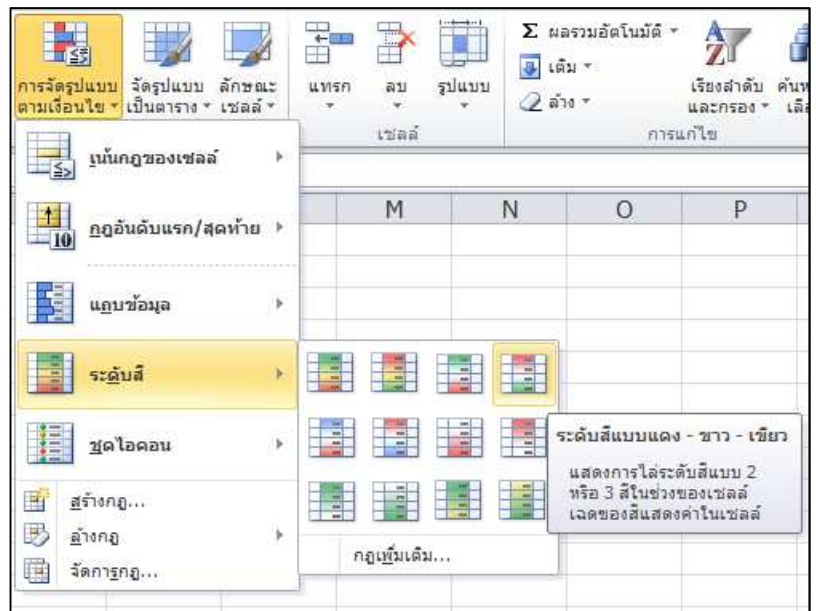 การจัดรูปแบบ
ตามเงื่อนไข
จัดรูปแบบ
เป็นตาราง
ลักษณะ
เซลล์
แทรก
ลบ
รูปแบบ
เซลล์
Σ ผลรวมอัตโนมัติ
เติม
ล้าง
เรียงลำดับ
และกรอง
การแก้ไข
เน้นกฎของเซลล์
กฎอันดับแรก/สุดท้าย
แถบข้อมูล
ระดับสี
ชุดไอคอน
สร้างกฎ...
ล้างกฎ
จัดการกฎ...
M N O P
กฎเพิ่มเติม...
ระดับสีแบบแดง - ขาว - เขียว
แสดงการไล่ระดับสีแบบ 2
หรือ 3 สีในช่วงของเซลล์
เฉดของสีแสดงค่าในเซลล์